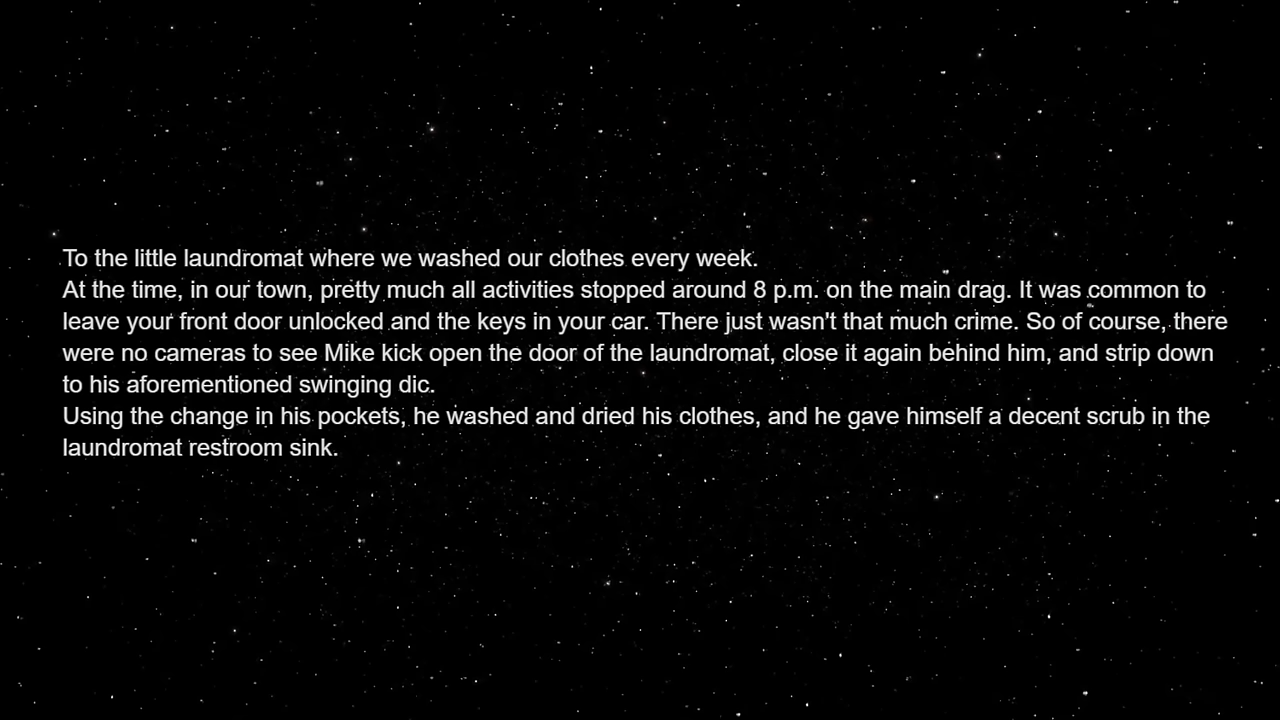 To the little laundromat where we washed our clothes every week.
At the time, in our town, pretty much all activities stopped around 8 p.m. on the main drag. It was common to
leave your front door unlocked and the keys in your car. There just wasn't that much crime. So of course, there
were no cameras to see Mike kick open the door of the laundromat, close it again behind him, and strip down
to his aforementioned swinging dic.
Using the change in his pockets, he washed and dried his clothes, and he gave himself a decent scrub in the
laundromat restroom sink.